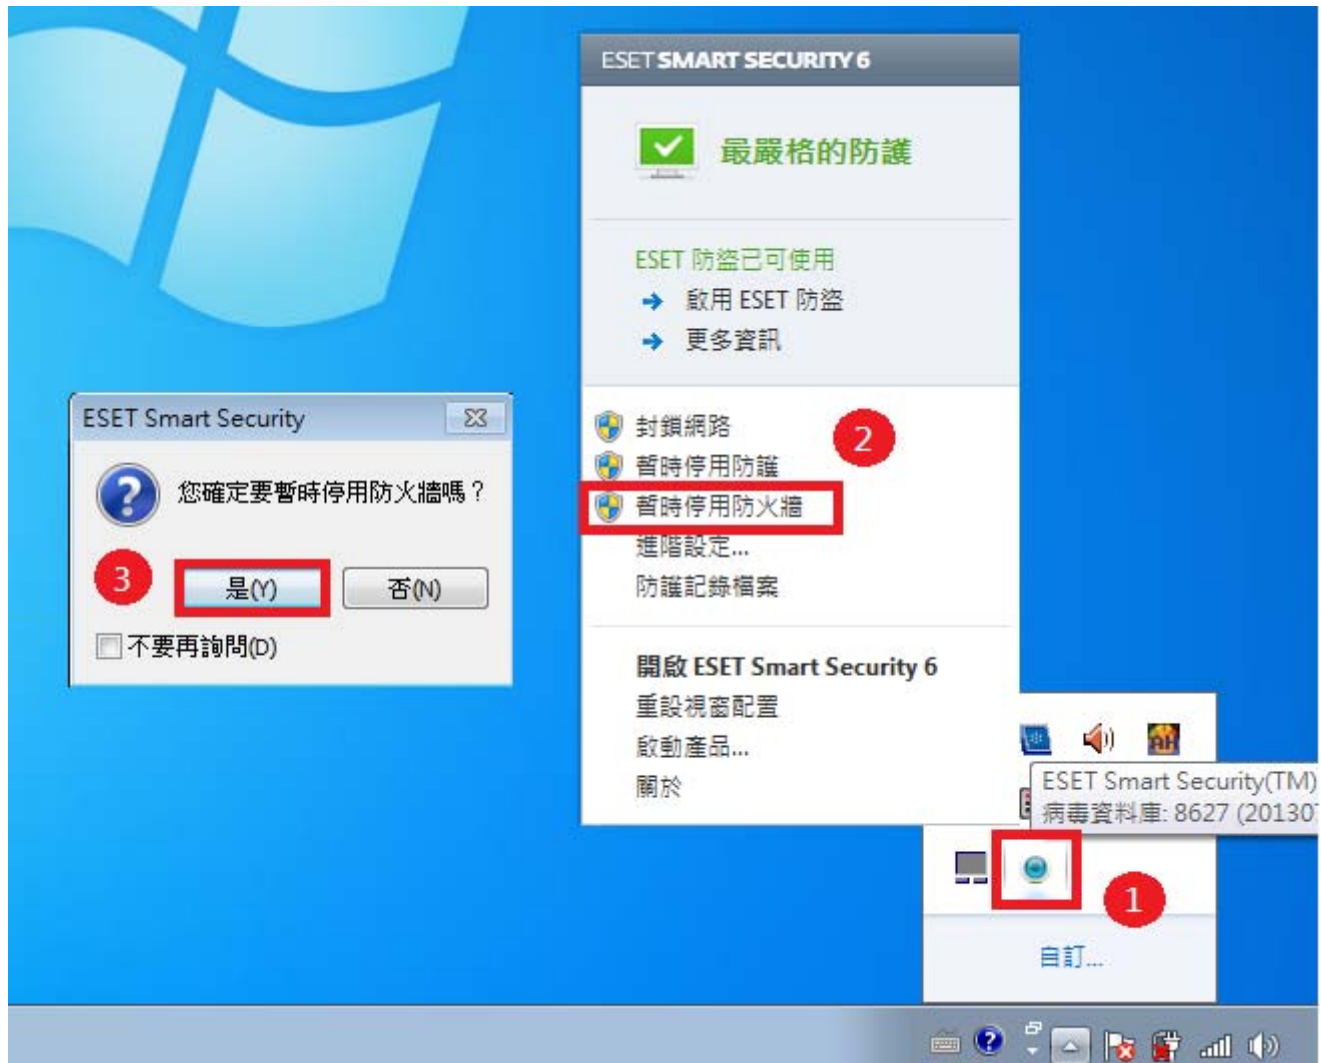 ESET SMART SECURITY 6
最嚴格的防護
ESET 防盜已可使用
啟用 ESET 防盜
更多資訊
封鎖網路
2
暫時停用防護
暫時停用防火牆
進階設定...
防護記錄檔案
開啟 ESET Smart Security 6
重設視窗配置
啟動產品...
關於
ESET Smart Security
您確定要暫時停用防火牆嗎？
3
是(Y)
否(N)
不要再詢問(D)
ESET Smart Security(TM)
病毒資料庫: 8627 (20130
1
自訂...